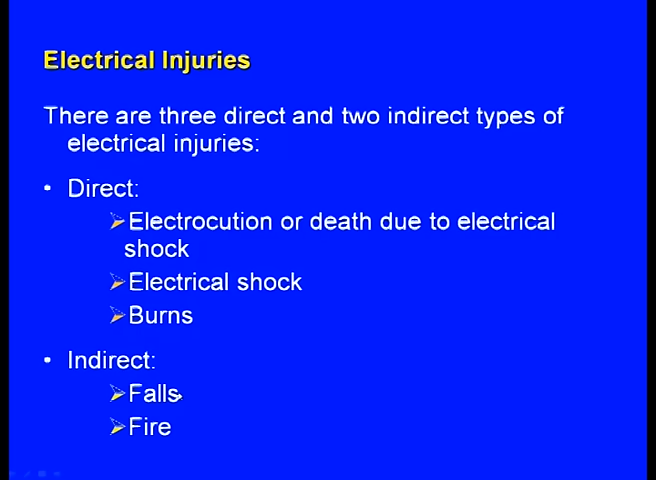 Electrical Injuries
There are three direct and two indirect types of
electrical injuries:
• Direct:
➢Electrocution or death due to electrical
shock
➢Electrical shock
➢Burns
• Indirect:
➢Falls
➢Fire